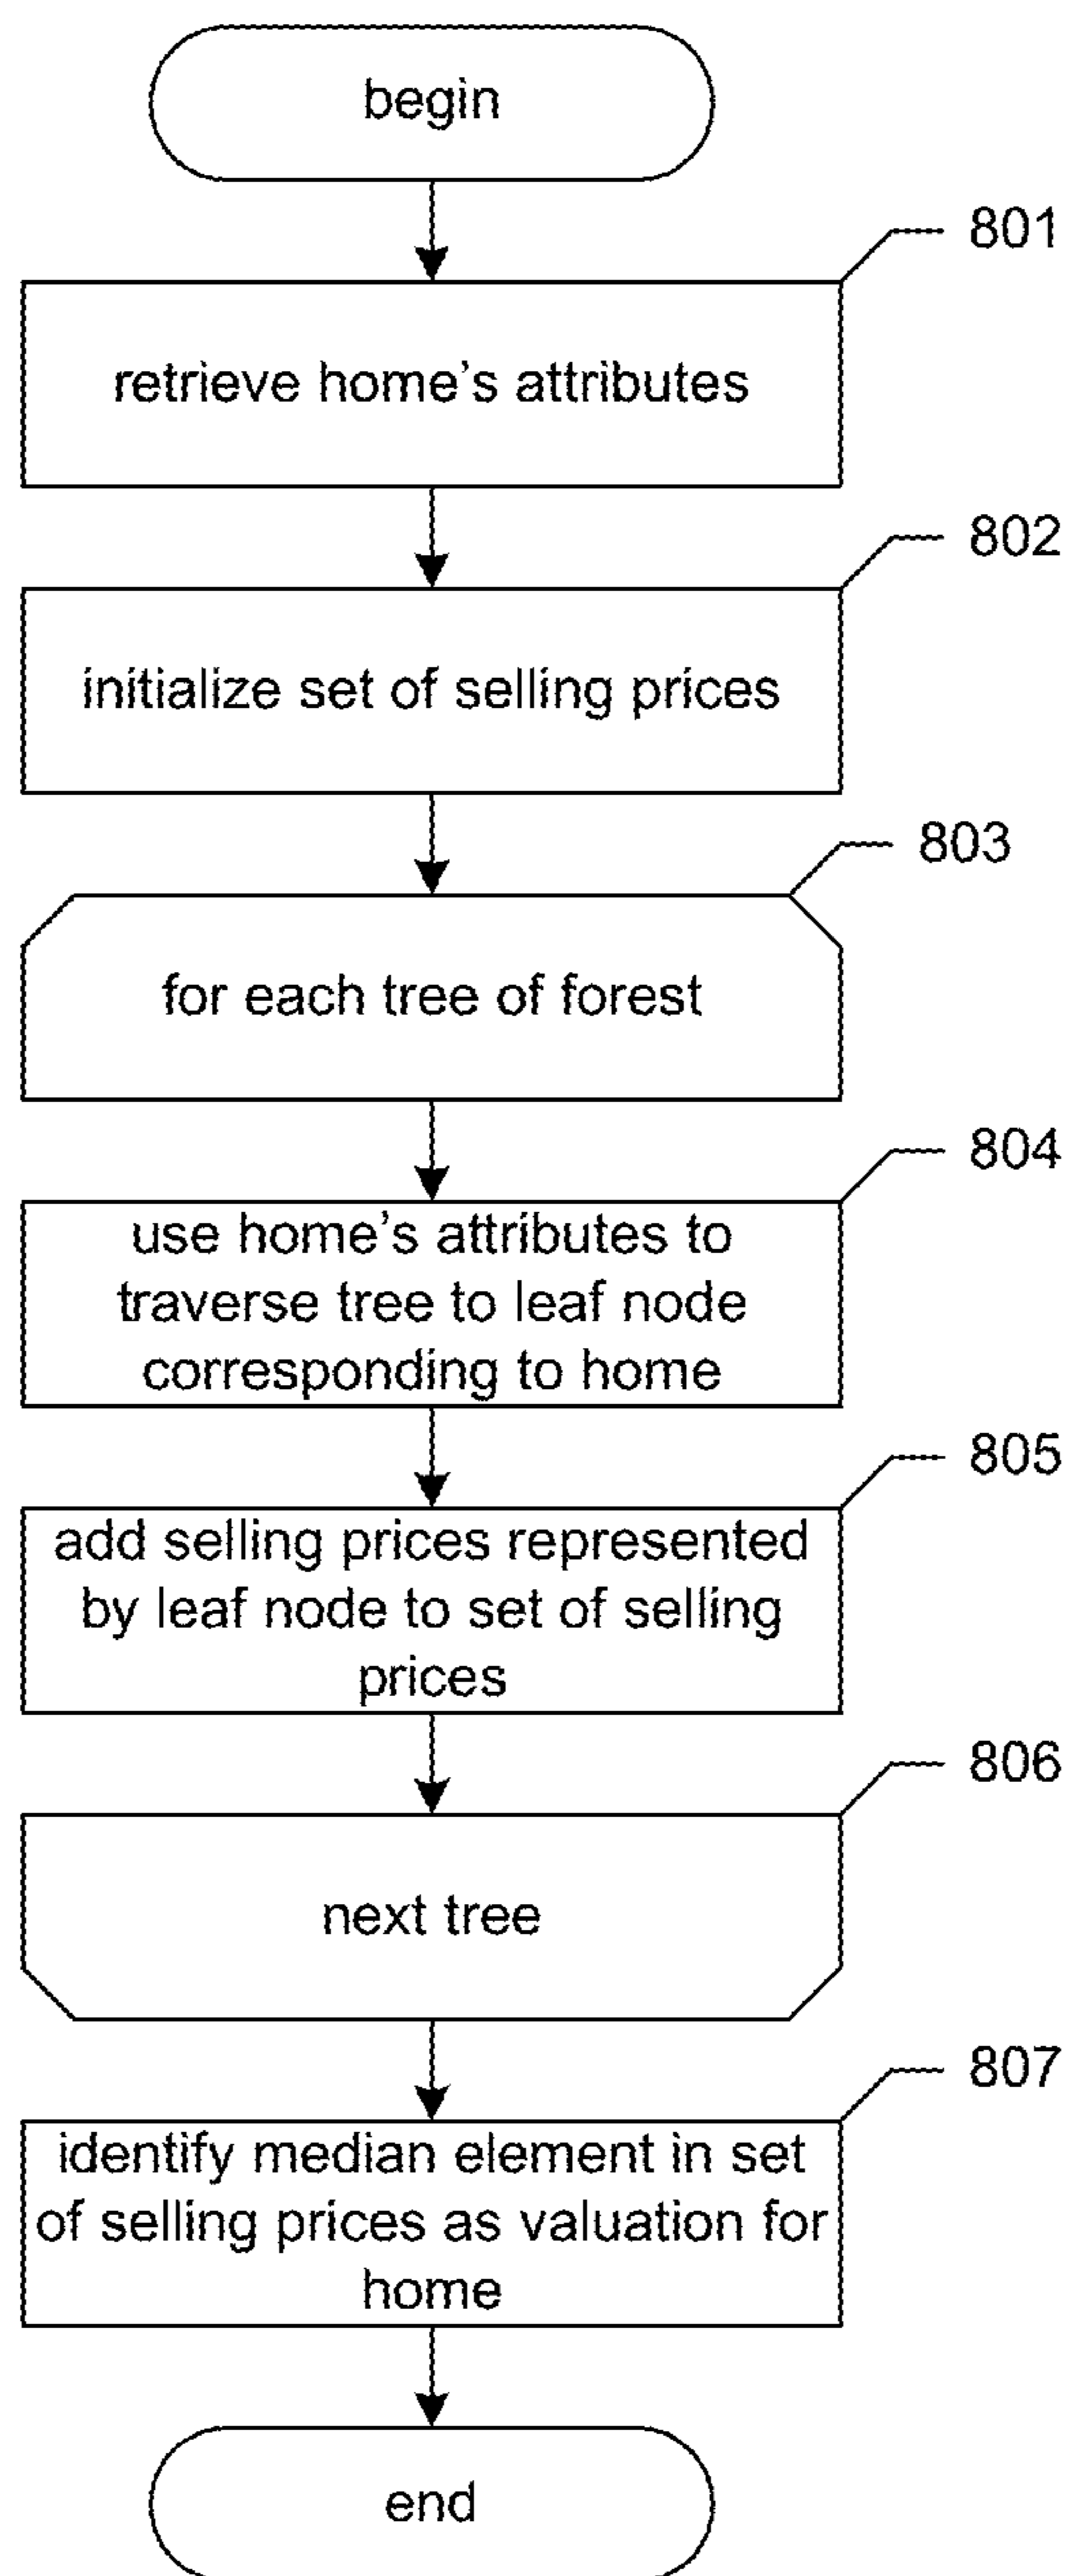 begin
801
retrieve home's attributes
802
initialize set of selling prices
803
for each tree of forest
804
use home's attributes to
traverse tree to leaf node
corresponding to home
805
add selling prices represented
by leaf node to set of selling
prices
806
next tree
807
identify median element in set
of selling prices as valuation for
home
end